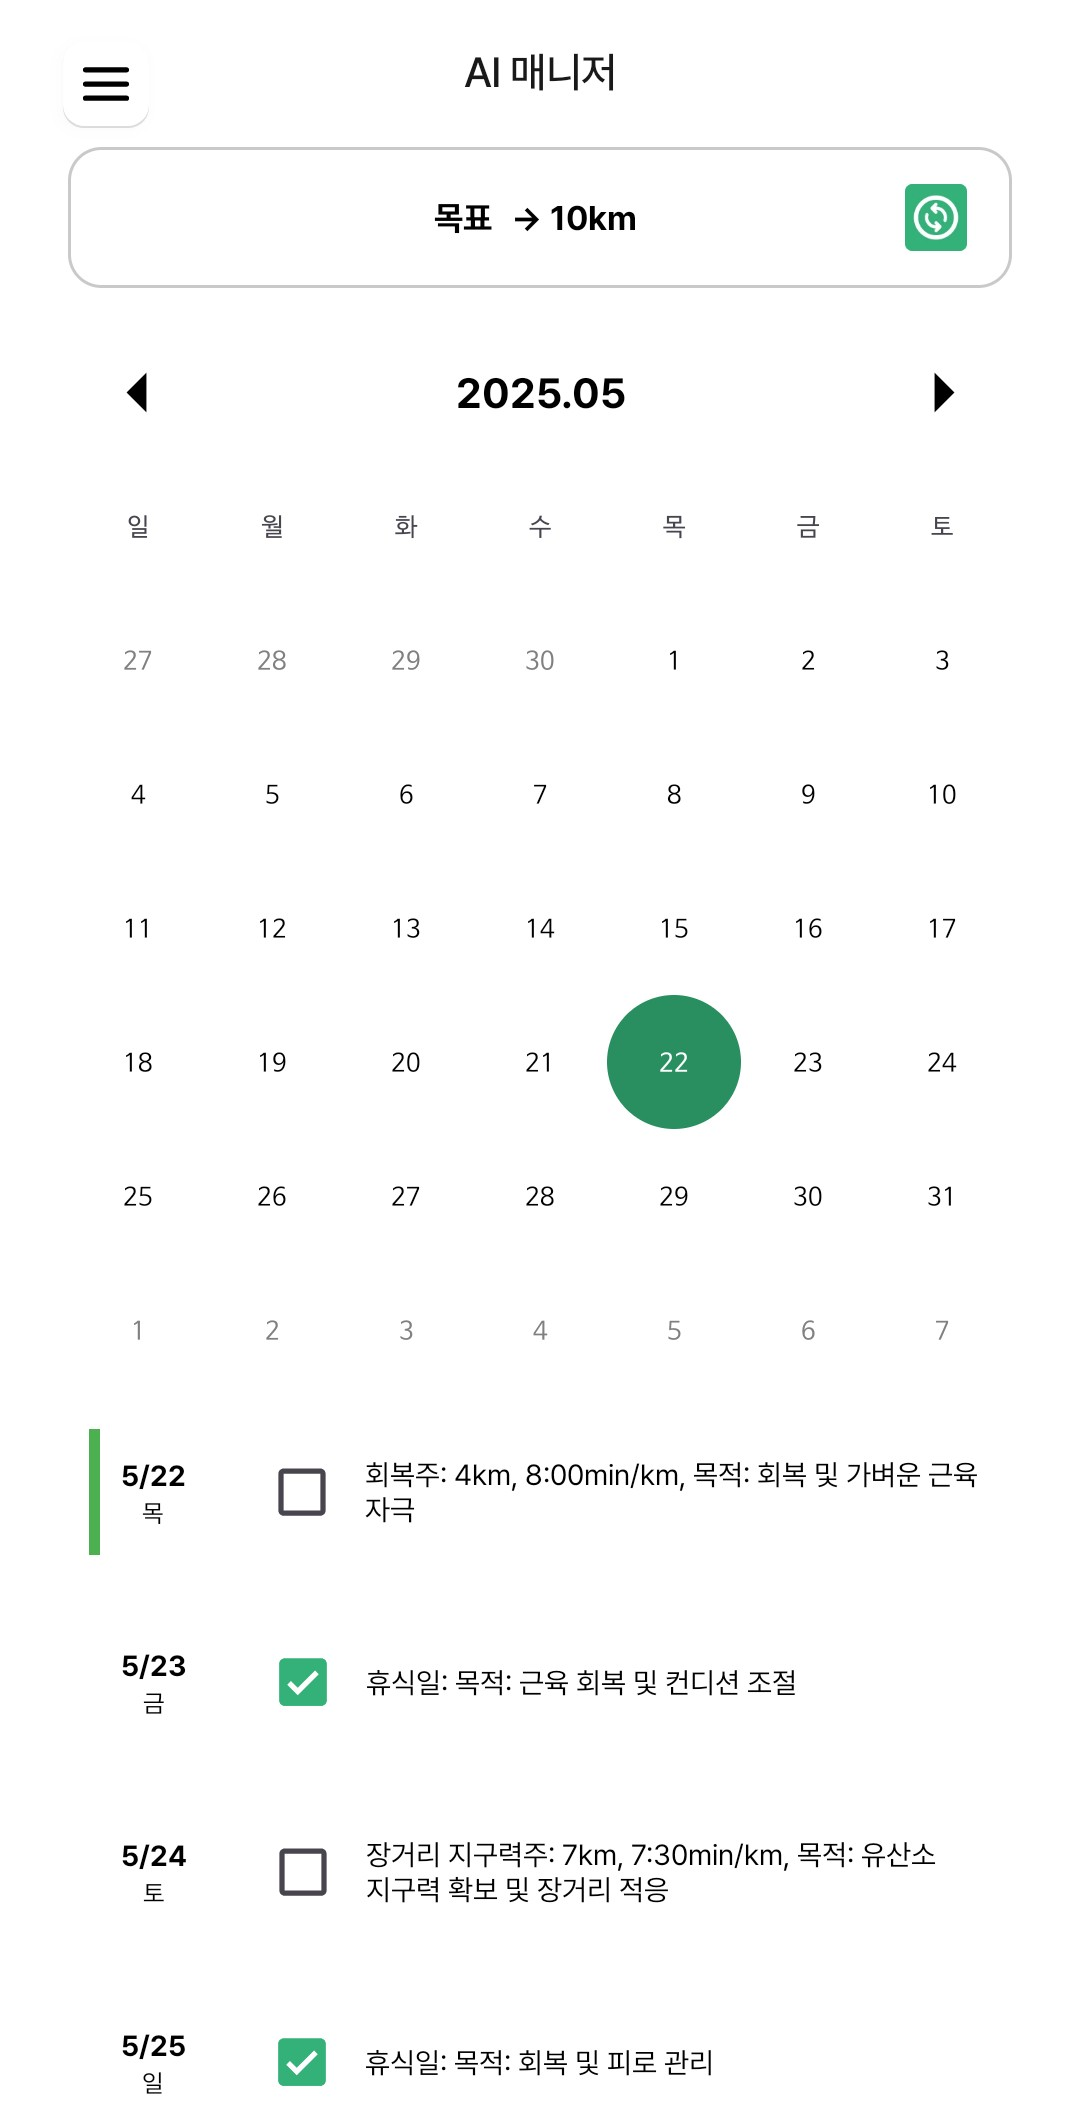 AI 매니저
목표 → 10km
2025.05
일 월 화 수 목 금 토
27 28 29 30 1 2 3
4 5 6 7 8 9 10
11 12 13 14 15 16 17
18 19 20 21 22 23 24
25 26 27 28 29 30 31
1 2 3 4 5 6 7
5/22
목
회복주: 4km, 8:00min/km, 목적: 회복 및 가벼운 근육
자극
5/23
금
휴식일: 목적: 근육 회복 및 컨디션 조절
5/24
토
장거리 지구력주: 7km, 7:30min/km, 목적: 유산소
지구력 확보 및 장거리 적응
5/25
일
휴식일: 목적: 회복 및 피로 관리